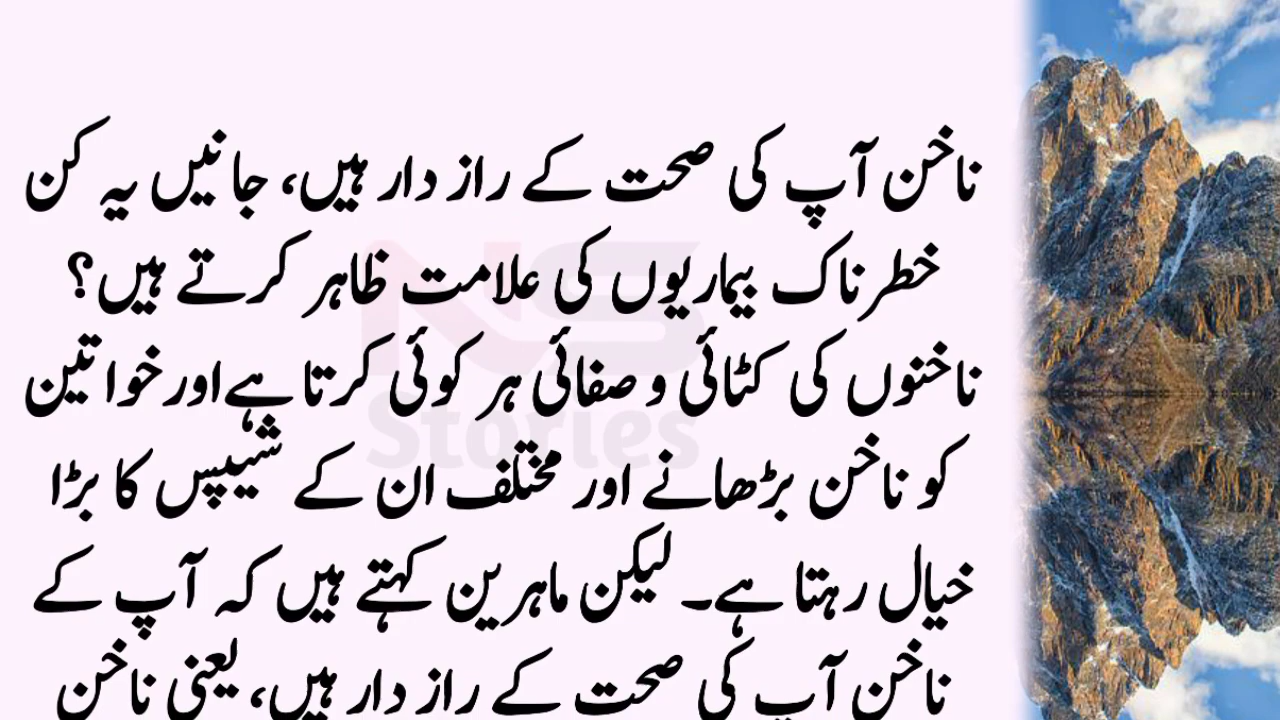 ناخن آپ کی صحت کے راز دار ہیں، جانیں یہ کن
خطرناک بیماریوں کی علامت ظاہر کرتے ہیں؟
ناخنوں کی کٹائی و صفائی ہر کوئی کرتا ہے اور خواتین
کو ناخن بڑھانے اور مختلف ان کے شیپس کا بڑا
خیال رہتا ہے۔ لیکن ماہرین کہتے ہیں کہ آپ کے
ناخن آپ کی صحت کے راز دار ہیں، یعنی ناخن
NS
Stories